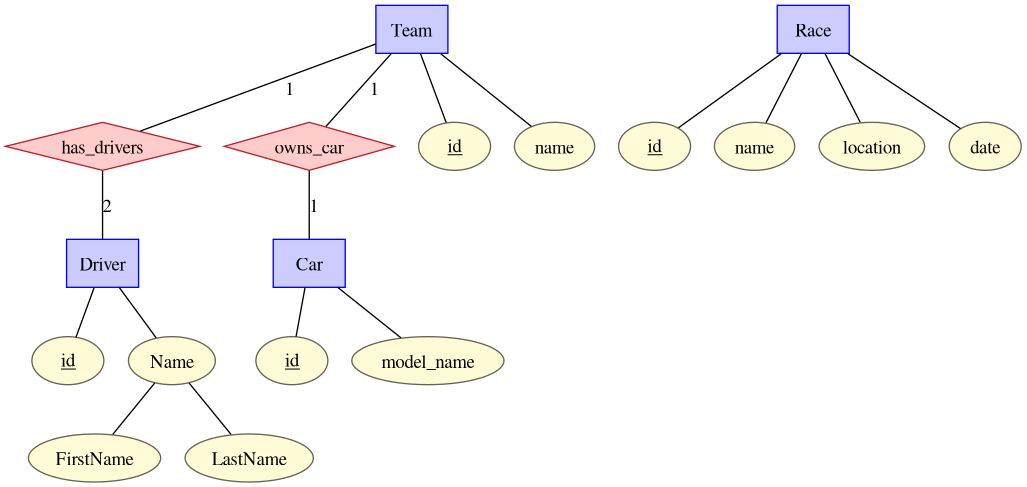 Team
Race
1
1
has_drivers
owns_car
id
name
id
name
location
date
2
1
Driver
Car
id
Name
id
model_name
FirstName
LastName